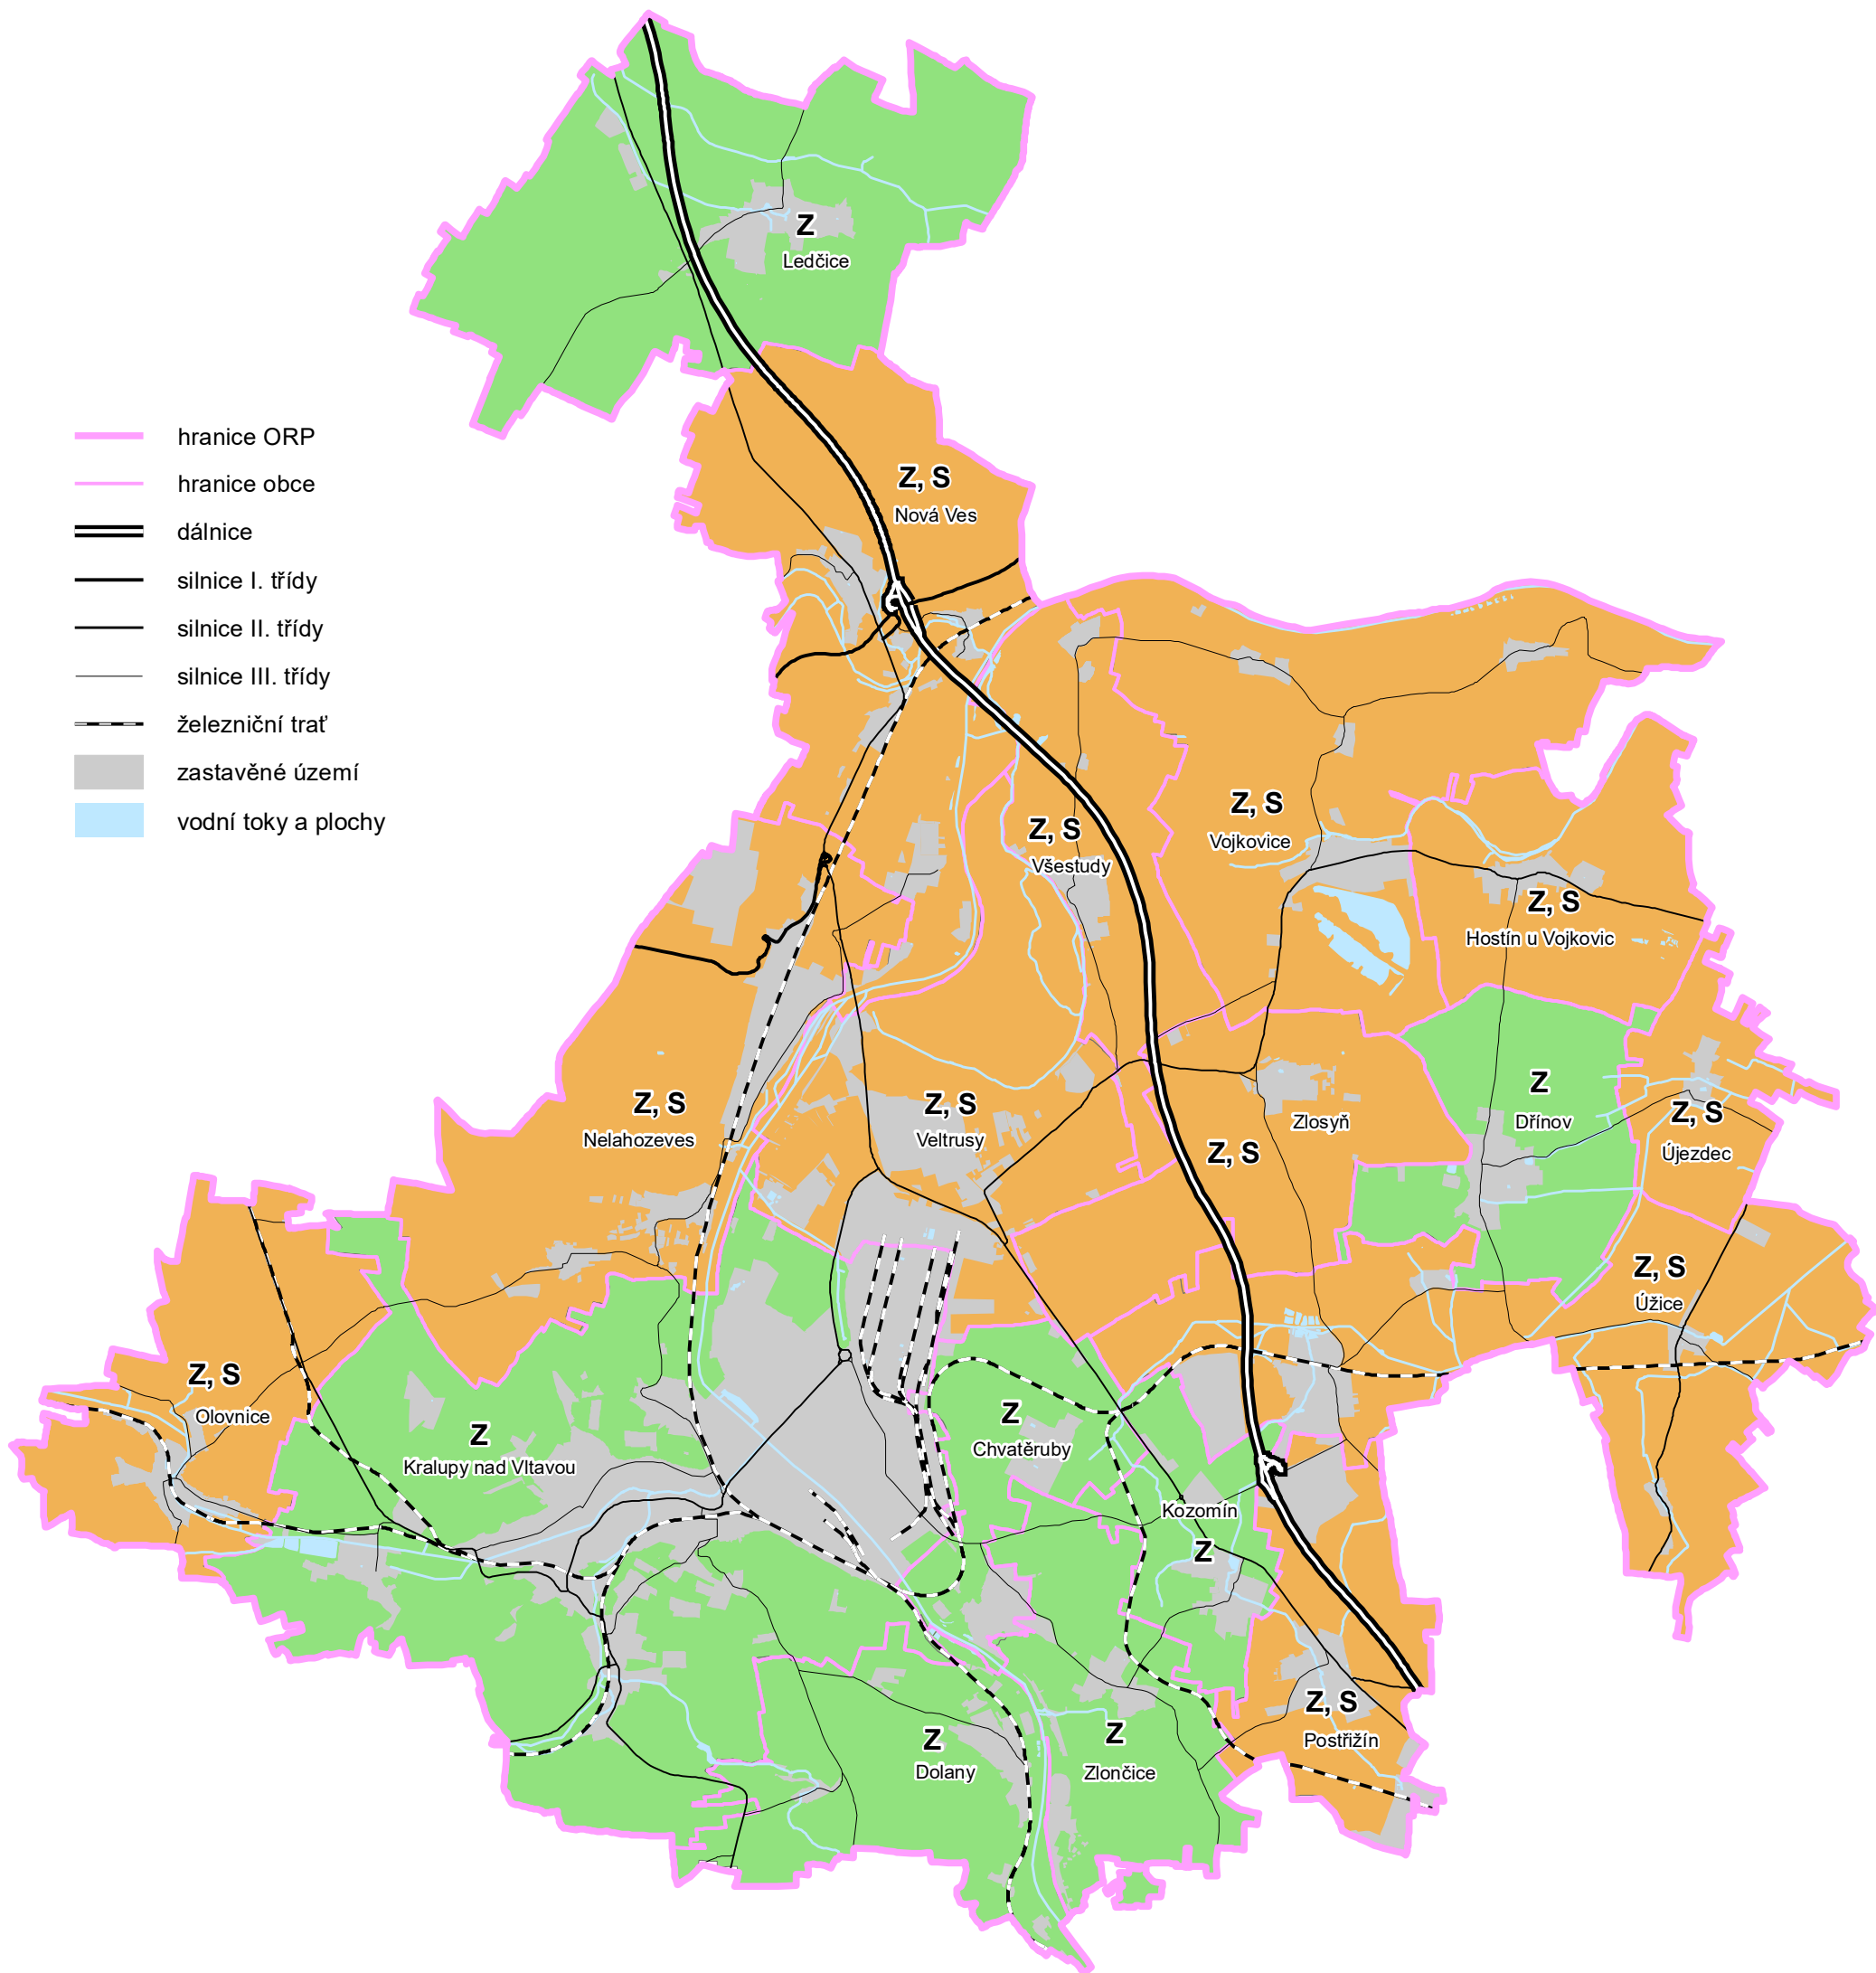 Z
Ledčice
hranice ORP
hranice obce
dálnice
silnice I. třídy
silnice II. třídy
silnice III. třídy
železniční trať
zastavěné území
vodní toky a plochy
Z, S
Nová Ves
Z, S
Vojkovice
Z, S
Všestudy
Z, S
Hostín u Vojkovic
Z, S
Nelahozeves
Z, S
Veltrusy
Zlosyň
Z, S
Z
Dřínov
Z, S
Újezdec
Z, S
Úžice
Z, S
Olovnice
Z
Kralupy nad Vltavou
Z
Chvatěruby
Kozomín
Z
Z, S
Postřižín
Z
Dolany
Z
Zlončice